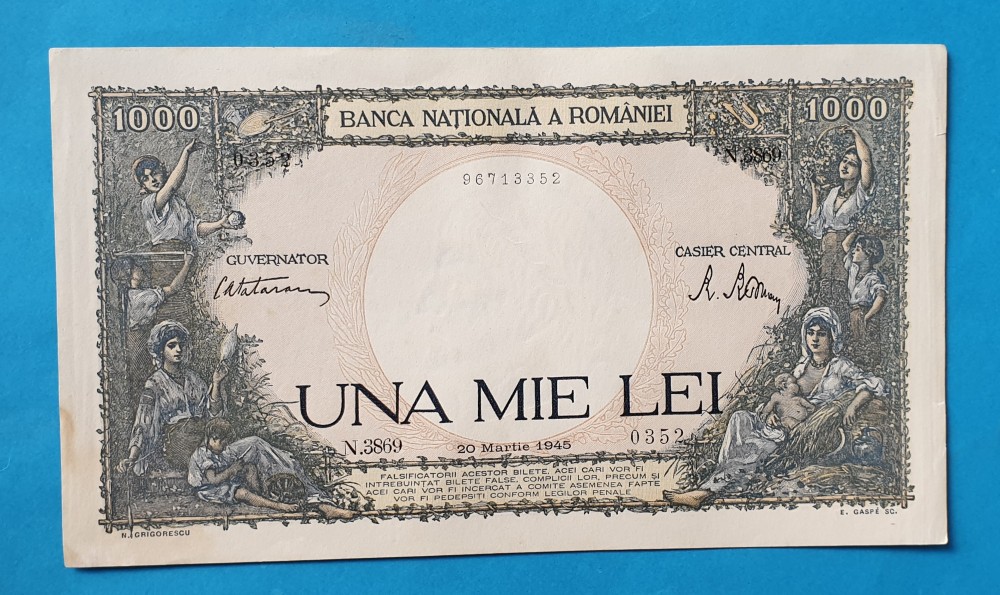 1000
BANCA NAȚIONALĂ A ROMÂNIEI
1000
0352
N.3869
96713352
GUVERNATOR
CASIER CENTRAL
UNA MIE LEI
N.3869
20 Martie 1945
0352
FALSIFICATORII ACESTOR BILETE, ACEI CARI VOR FI
INTREBUINȚAT BILETE FALSE, COMPLICII LOR, PRECUM ȘI
ACEI CARI VOR FI INCERCAT A COMITE ASEMENEA FAPTE
VOR FI PEDEPSIȚI CONFORM LEGILOR PENALE
N. GRIGORESCU
E. GASPÉ SC.